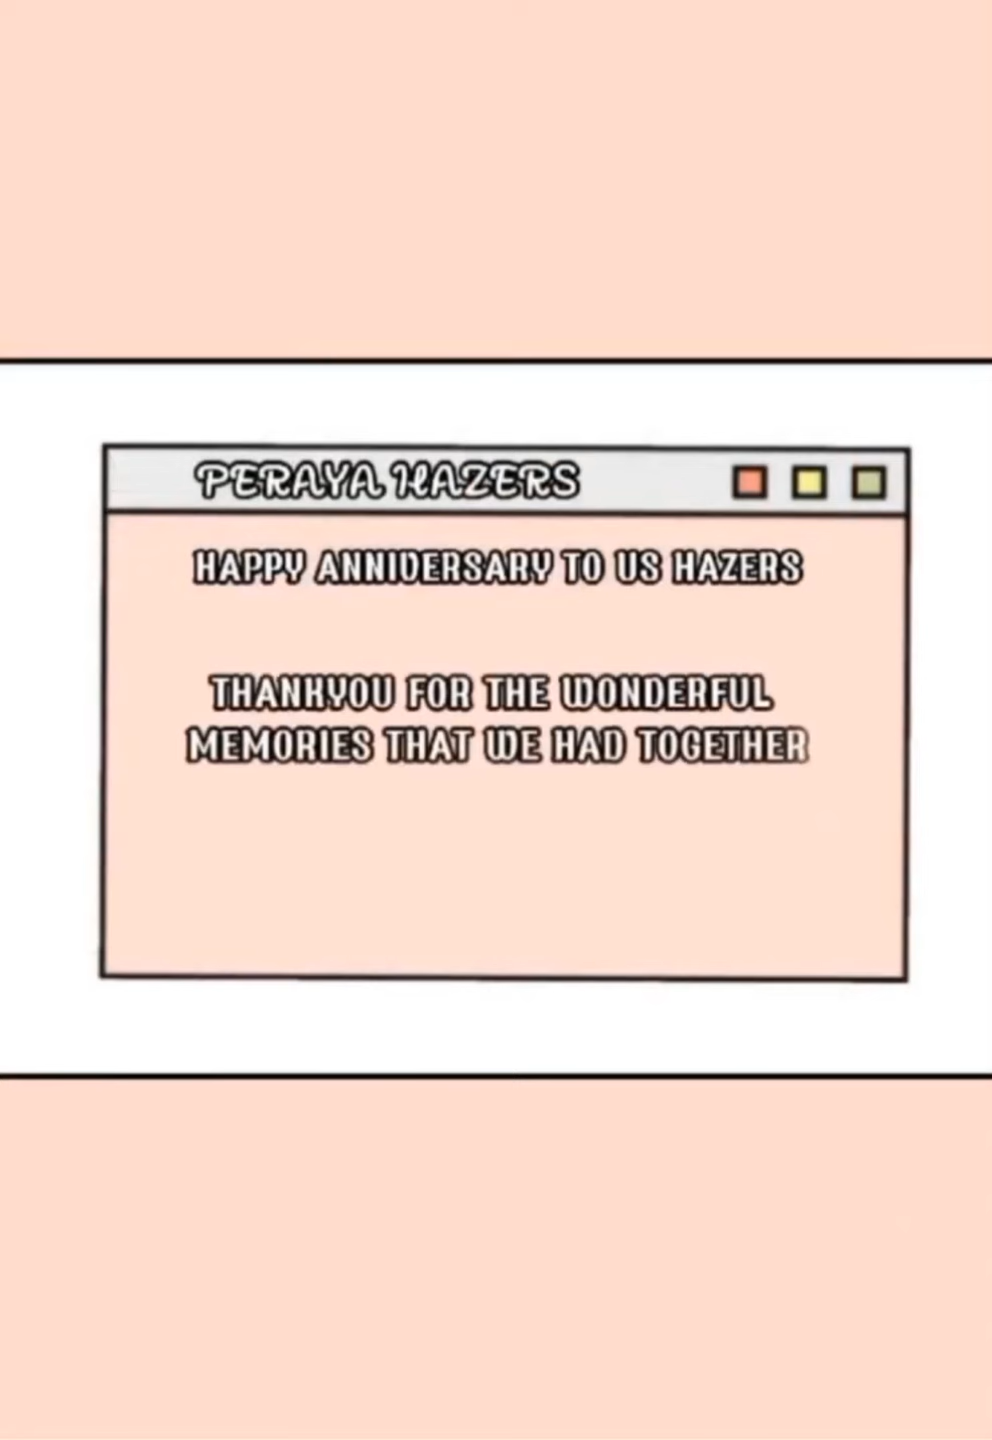 PERAYA HAZERS
HAPPY ANNIVERSARY TO US HAZERS
THANKYOU FOR THE WONDERFUL
MEMORIES THAT WE HAD TOGETHER